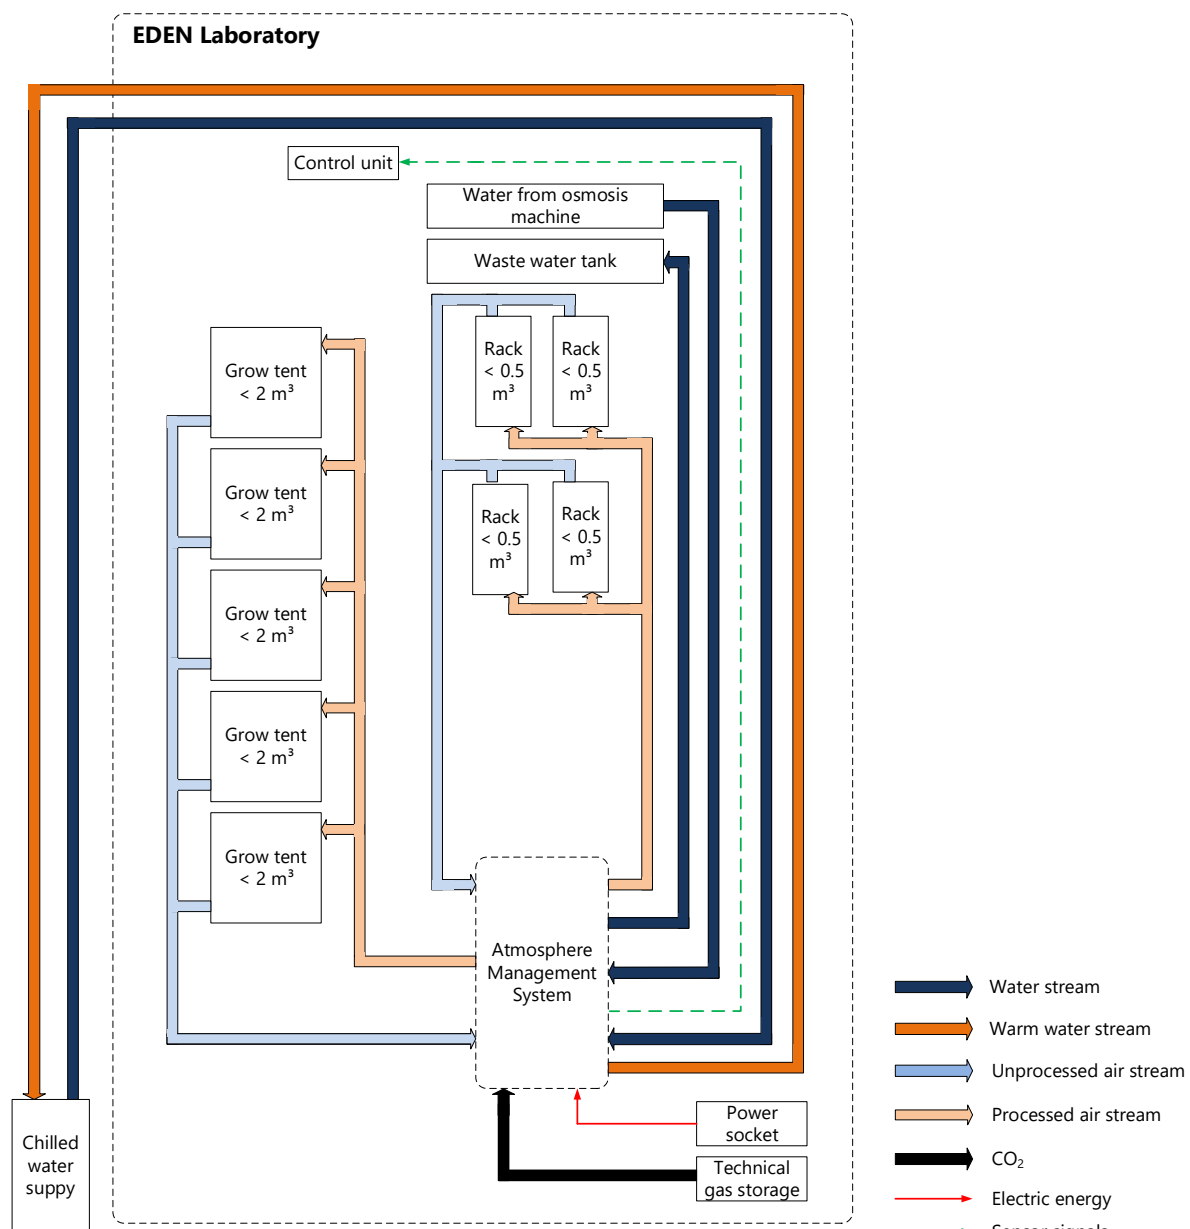 EDEN Laboratory
Control unit
Water from osmosis
machine
Waste water tank
Grow tent
< 2 m³
Grow tent
< 2 m³
Grow tent
< 2 m³
Grow tent
< 2 m³
Grow tent
< 2 m³
Rack
< 0.5
m³
Rack
< 0.5
m³
Rack
< 0.5
m³
Rack
< 0.5
m³
Atmosphere
Management
System
Power
socket
Technical
gas storage
Chilled
water
suppy
Water stream
Warm water stream
Unprocessed air stream
Processed air stream
CO₂
Electric energy
Sensor signals